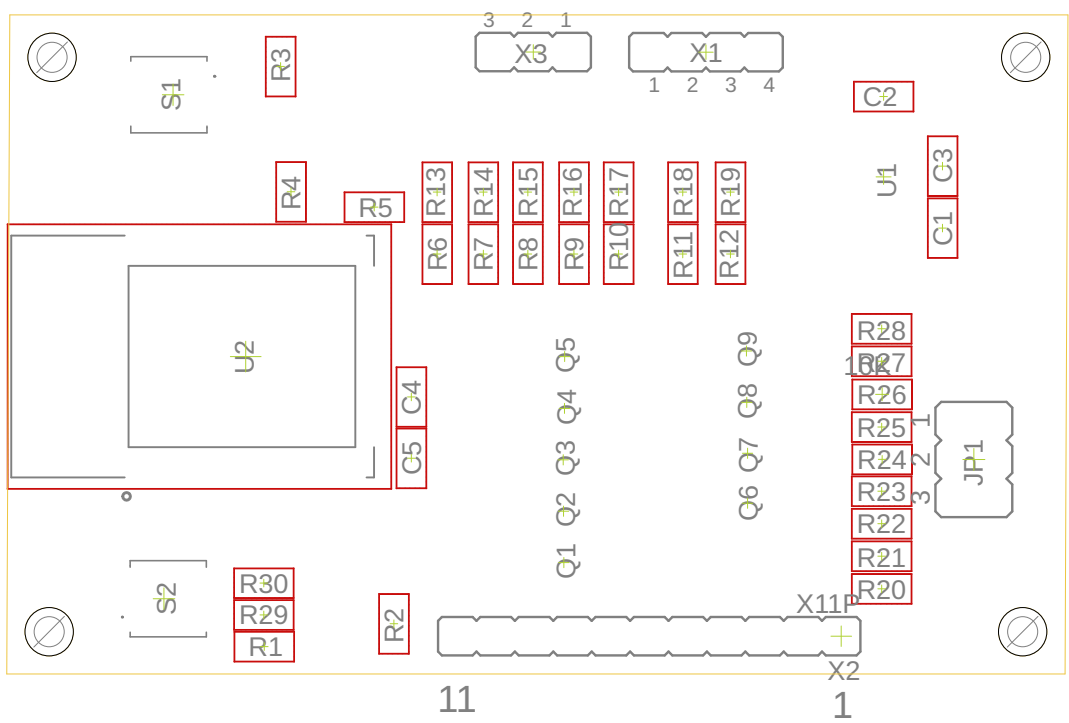 3 2 1
X3
X1
1 2 3 4
R3
S1
C2
C3
U1
C1
R4
R5
R13
R14
R15
R16
R17
R18
R19
R6
R7
R8
R9
R10
R11
R12
U2
C4
C5
Q5
Q4
Q3
Q2
Q1
Q9
Q8
Q7
Q6
R28
R27
10K
R26
R25
R24
R23
R22
R21
R20
1
2
3
JP1
S2
R30
R29
R1
R2
X11P
X2
11
1